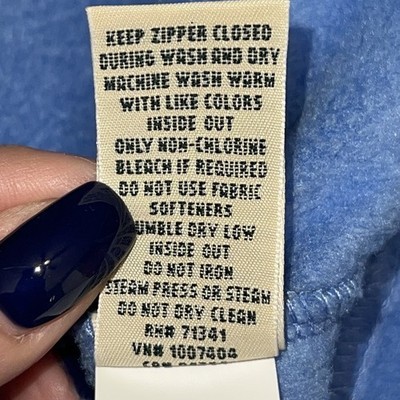 KEEP ZIPPER CLOSED
DURING WASH AND DRY
MACHINE WASH WARM
WITH LIKE COLORS
INSIDE OUT
ONLY NON-CHLORINE
BLEACH IF REQUIRED
DO NOT USE FABRIC
SOFTENERS
UMBLE DRY LOW
INSIDE OUT
DO NOT IRON
STEAM PRESS OR STEAM
DO NOT DRY CLEAN
RN# 71341
VN# 1007404